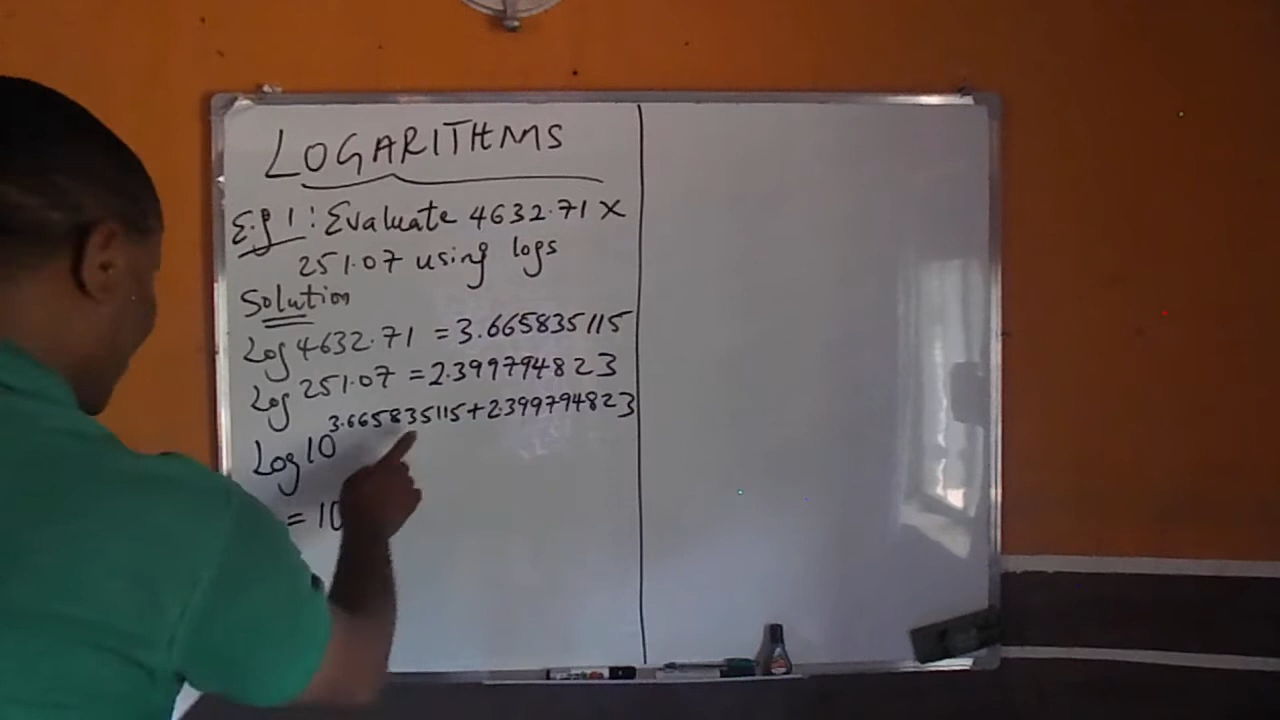 LOGARITHMS
E.g 1: Evaluate 4632.71 ×
251.07 using logs
Solution
Log 4632.71 = 3.665835115
Log 251.07 = 2.399794823
3.665835115+2.399794823
Log 10
= 10